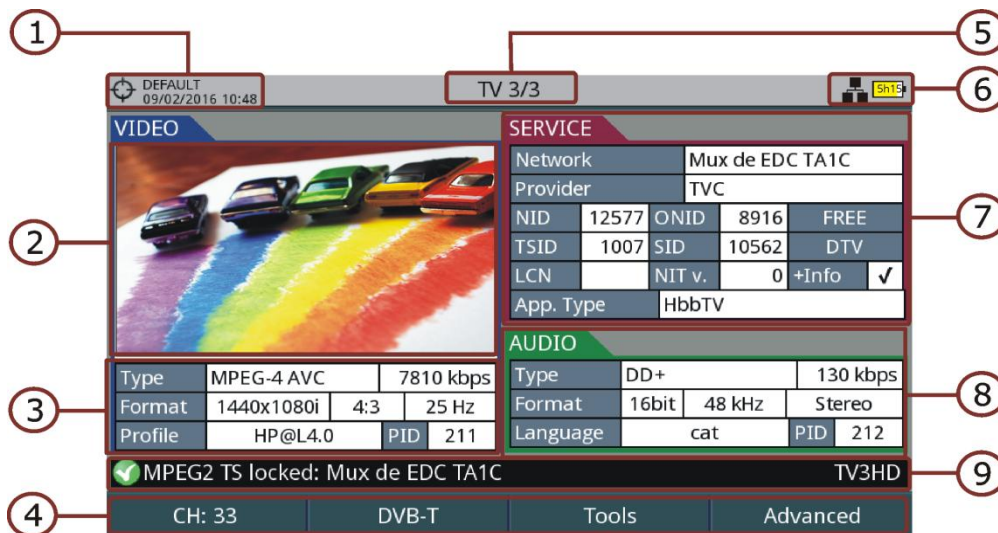 1
5
DEFAULT
09/02/2016 10:48
TV 3/3
5h15
6
VIDEO
2
SERVICE
Network Mux de EDC TA1C
Provider TVC
NID 12577 ONID 8916 FREE
TSID 1007 SID 10562 DTV
LCN NIT v. 0 +Info ✓
App. Type HbbTV
7
3
Type MPEG-4 AVC 7810 kbps
Format 1440x1080i 4:3 25 Hz
Profile HP@L4.0 PID 211
AUDIO
Type DD+ 130 kbps
Format 16bit 48 kHz Stereo
Language cat PID 212
8
MPEG2 TS locked: Mux de EDC TA1C TV3HD
9
4
CH: 33 DVB-T Tools Advanced